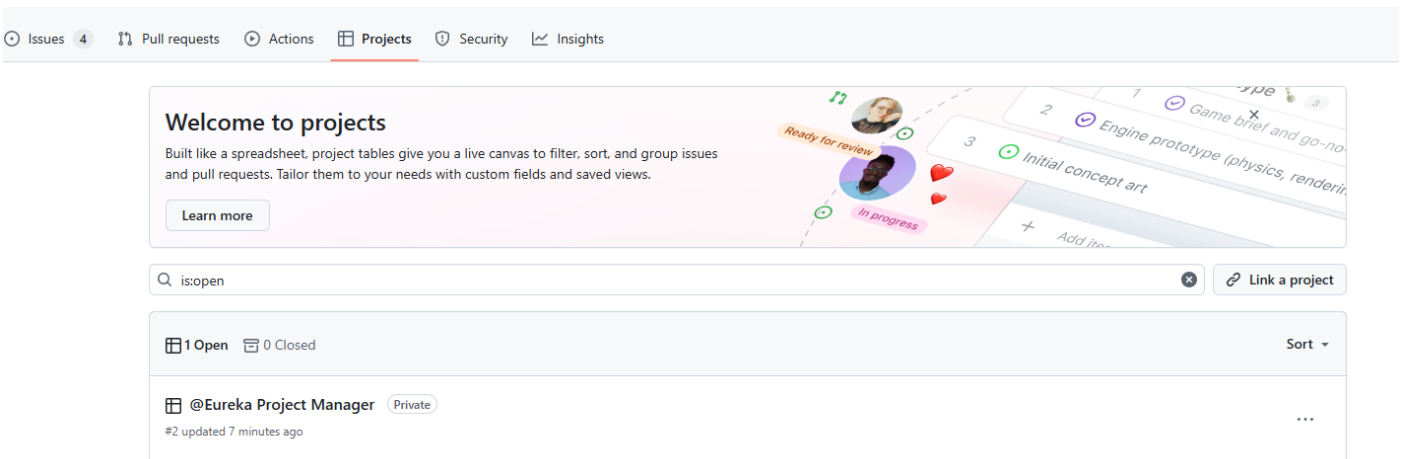 Issues 4 Pull requests Actions Projects Security Insights
Welcome to projects
Built like a spreadsheet, project tables give you a live canvas to filter, sort, and group issues
and pull requests. Tailor them to your needs with custom fields and saved views.
Learn more
Ready for review
In progress
1 Game brief and go-no-
2 Engine prototype (physics, renderin
3 Initial concept art
+ Add ite
is:open
Link a project
1 Open 0 Closed
Sort
@Eureka Project Manager Private
#2 updated 7 minutes ago